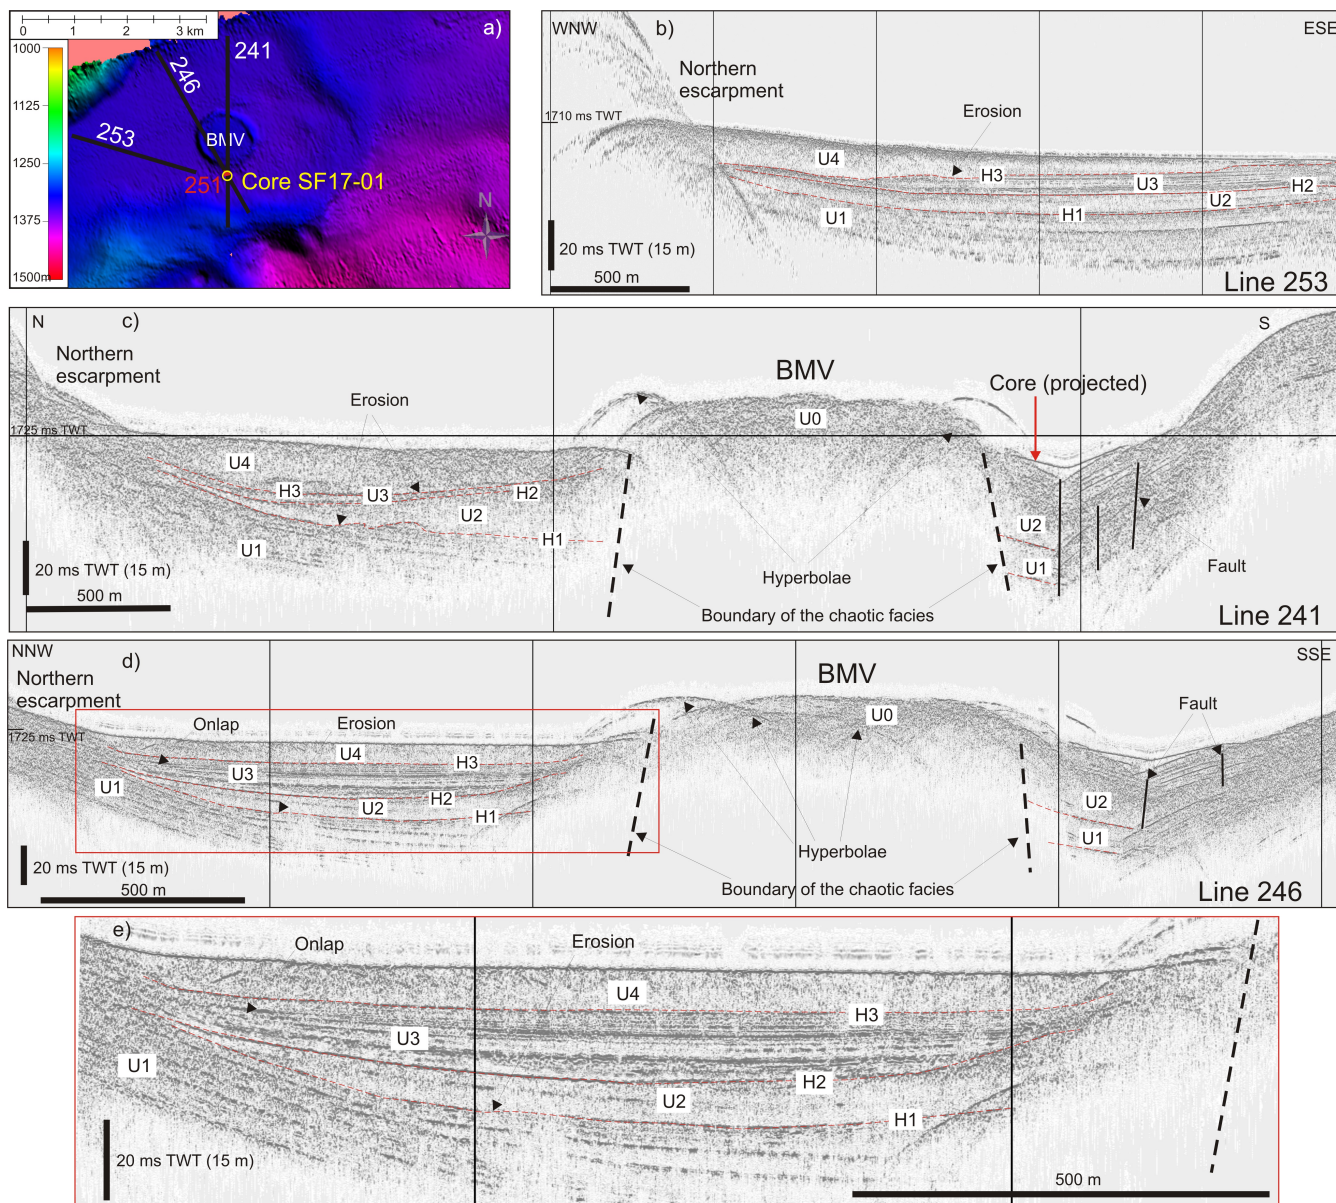 0 1 2 3 km
a)
1000
1125
1250
1375
1500m
241
246
253
BMV
251
Core SF17-01
N
WNW
b)
ESE
Northern
escarpment
1710 ms TWT
Erosion
U4
H3
U3
H2
U2
U1
H1
20 ms TWT (15 m)
500 m
Line 253
N
c)
S
Northern
escarpment
BMV
Core (projected)
Erosion
U0
1725 ms TWT
U4
H3
U3
H2
U2
U2
H1
U1
U1
Hyperbolae
Fault
20 ms TWT (15 m)
500 m
Boundary of the chaotic facies
Line 241
NNW
d)
SSE
Northern
escarpment
BMV
Onlap
Erosion
Fault
U0
1725 ms TWT
U4
H3
U3
U1
H2
U2
H1
U2
U1
Hyperbolae
20 ms TWT (15 m)
500 m
Boundary of the chaotic facies
Line 246
e)
Onlap
Erosion
U4
H3
U3
U1
H2
U2
H1
20 ms TWT (15 m)
500 m